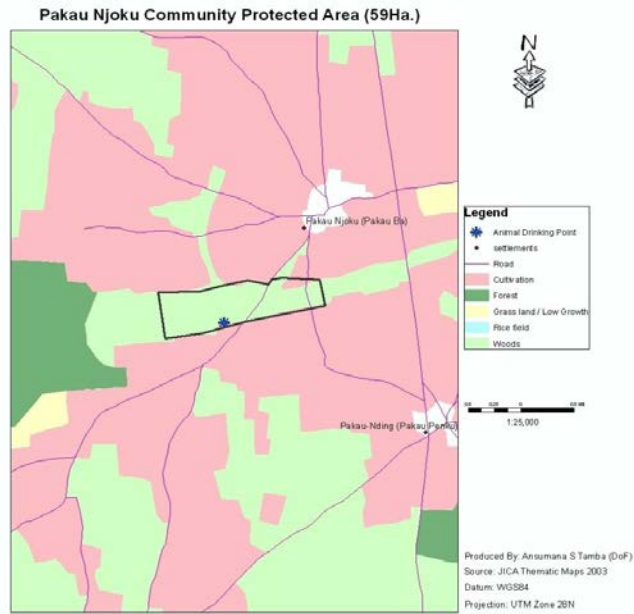 Pakau Njoku Community Protected Area (59Ha.)
N
Pakau Njoku (Pakau Ba)
Legend
Animal Drinking Point
settlements
Road
Cultivation
Forest
Grass land / Low Growth
Rice field
Woods
1:25,000
Pakau-Nding (Pakau Penku)
Produced By: Ansumana S Tamba (DoF)
Source: JICA Thematic Maps 2003
Datum: WGS84
Projection: UTM Zone 28N